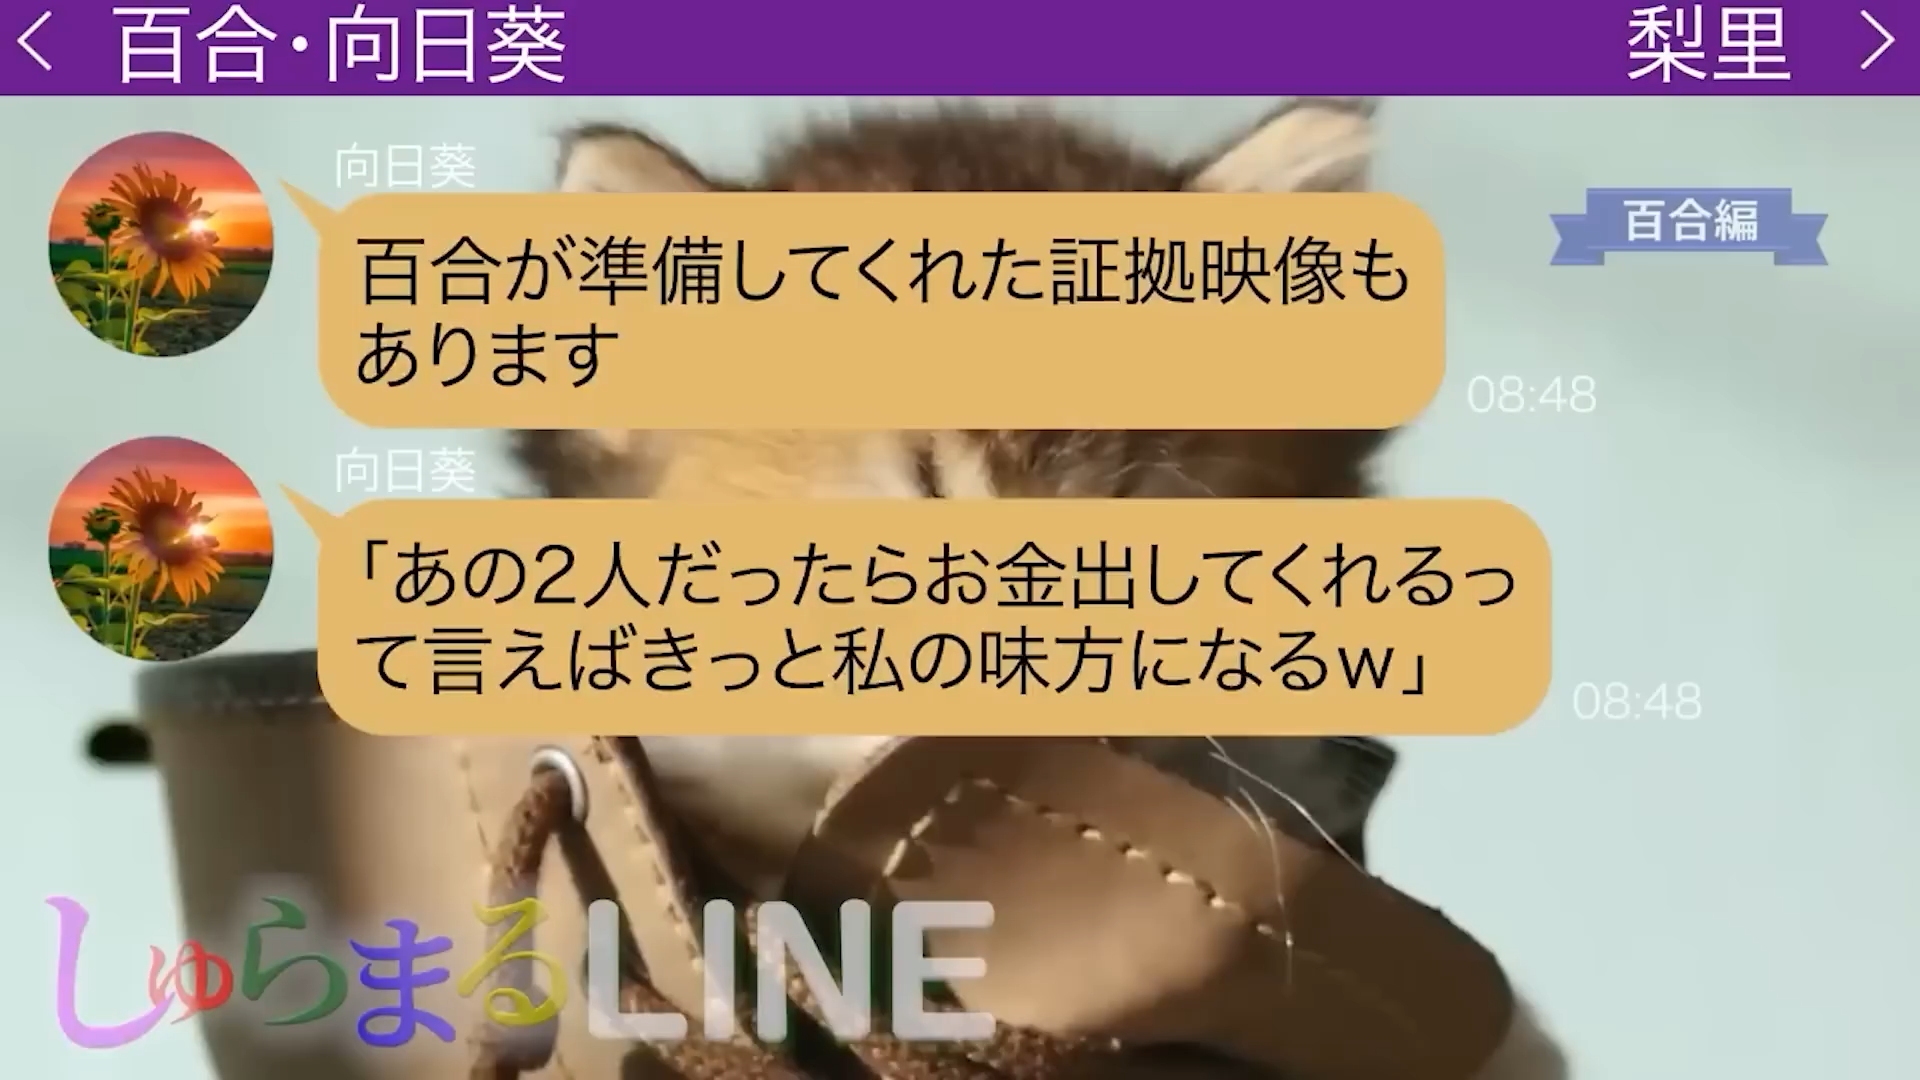 百合・向日葵
梨里
向日葵
百合編
百合が準備してくれた証拠映像も
あります
08:48
向日葵
「あの2人だったらお金出してくれるっ
て言えばきっと私の味方になるw」
08:48
しゅらまるLINE